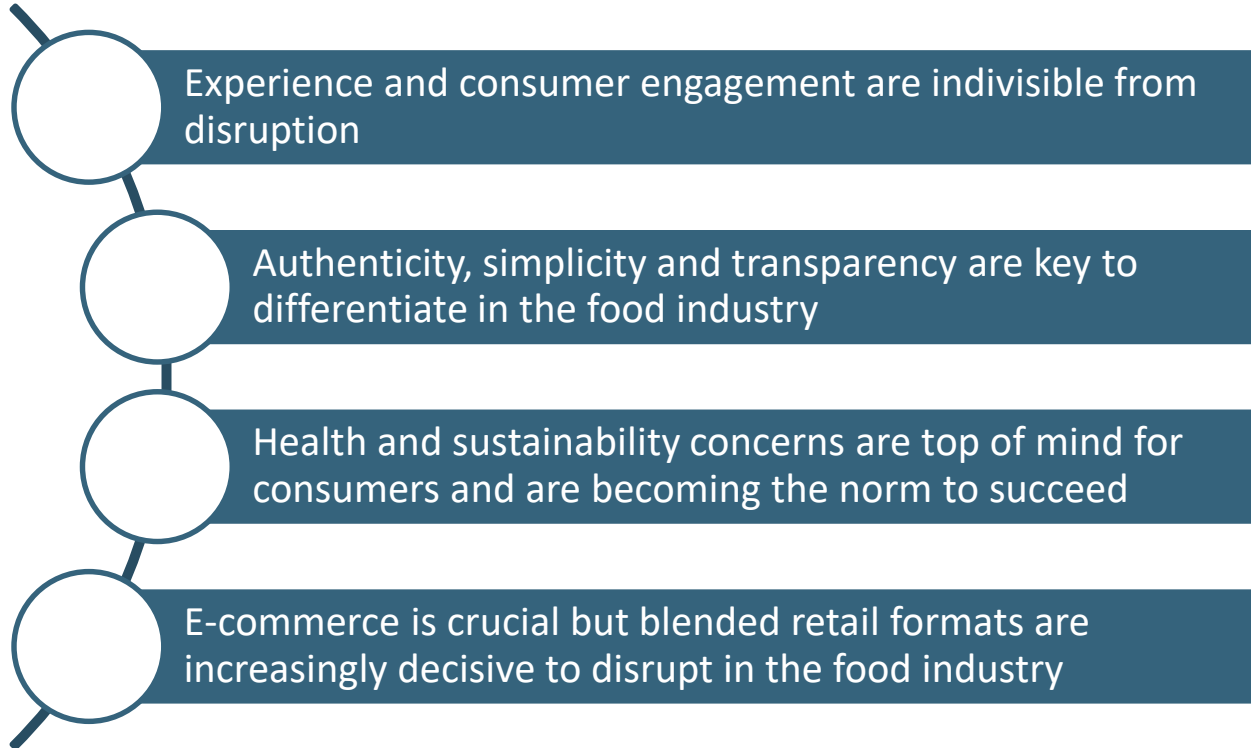 Experience and consumer engagement are indivisible from
disruption
Authenticity, simplicity and transparency are key to
differentiate in the food industry
Health and sustainability concerns are top of mind for
consumers and are becoming the norm to succeed
E-commerce is crucial but blended retail formats are
increasingly decisive to disrupt in the food industry